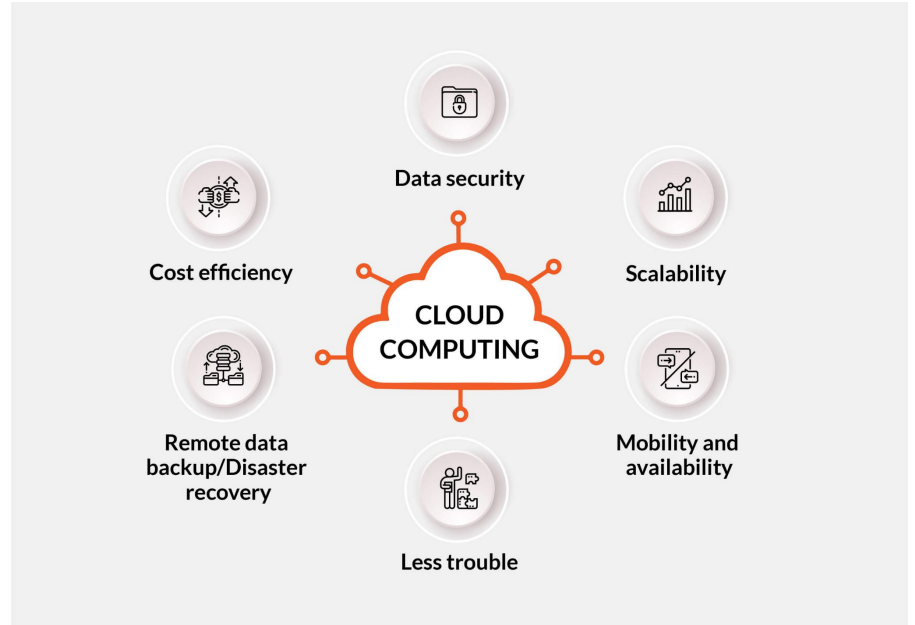 Data security
Cost efficiency
Scalability
CLOUD
COMPUTING
Remote data
backup/Disaster
recovery
Mobility and
availability
Less trouble